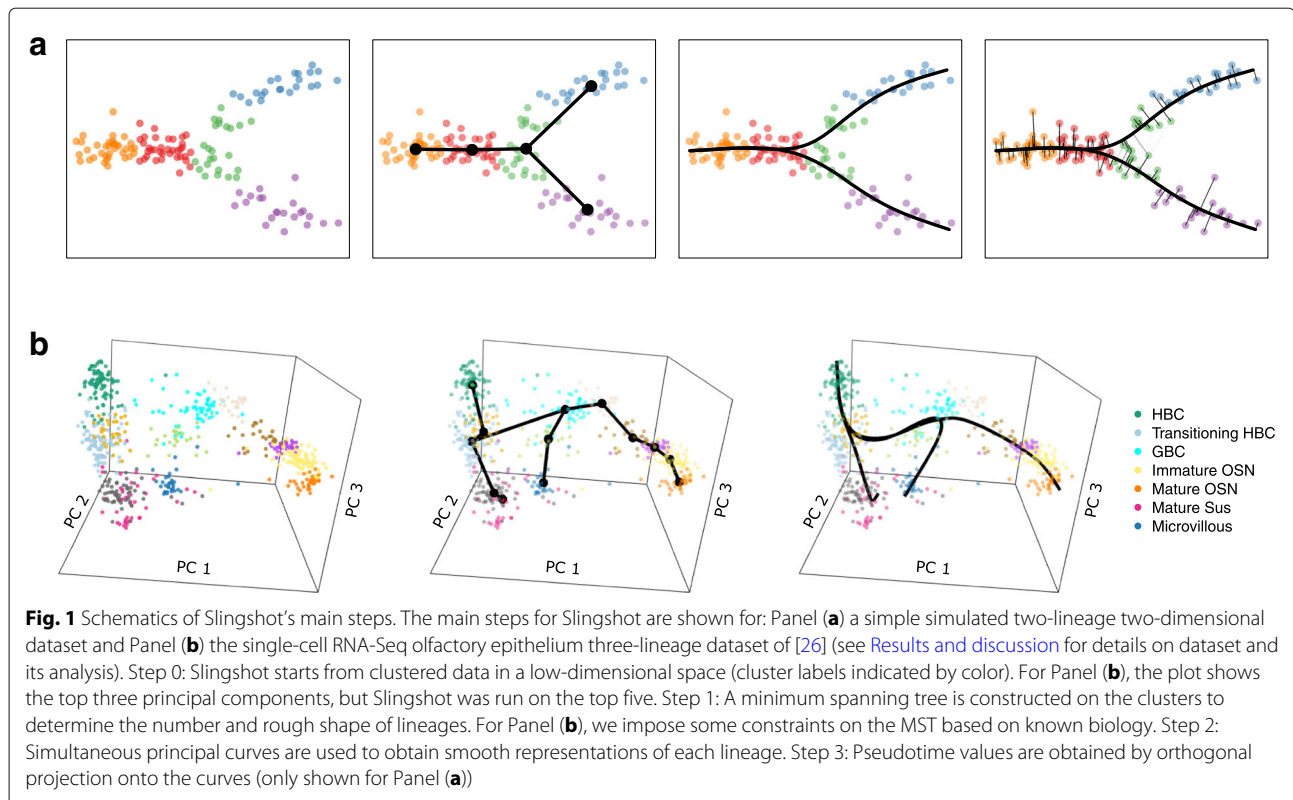 a
b
PC 2
PC 1
PC 3
PC 2
PC 1
PC 3
PC 2
PC 1
PC 3
HBC
Transitioning HBC
GBC
Immature OSN
Mature OSN
Mature Sus
Microvillous
Fig. 1 Schematics of Slingshot's main steps. The main steps for Slingshot are shown for: Panel (a) a simple simulated two-lineage two-dimensional
dataset and Panel (b) the single-cell RNA-Seq olfactory epithelium three-lineage dataset of [26] (see Results and discussion for details on dataset and
its analysis). Step 0: Slingshot starts from clustered data in a low-dimensional space (cluster labels indicated by color). For Panel (b), the plot shows
the top three principal components, but Slingshot was run on the top five. Step 1: A minimum spanning tree is constructed on the clusters to
determine the number and rough shape of lineages. For Panel (b), we impose some constraints on the MST based on known biology. Step 2:
Simultaneous principal curves are used to obtain smooth representations of each lineage. Step 3: Pseudotime values are obtained by orthogonal
projection onto the curves (only shown for Panel (a))